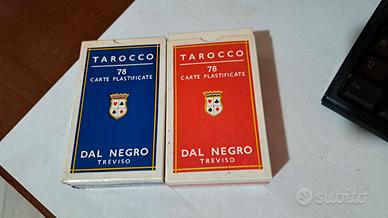 TAROCCO
78
CARTE PLASTIFICATE
DAL NEGRO
TREVISO
TAROCCO
78
CARTE PLASTIFICATE
DAL NEGRO
TREVISO
subito